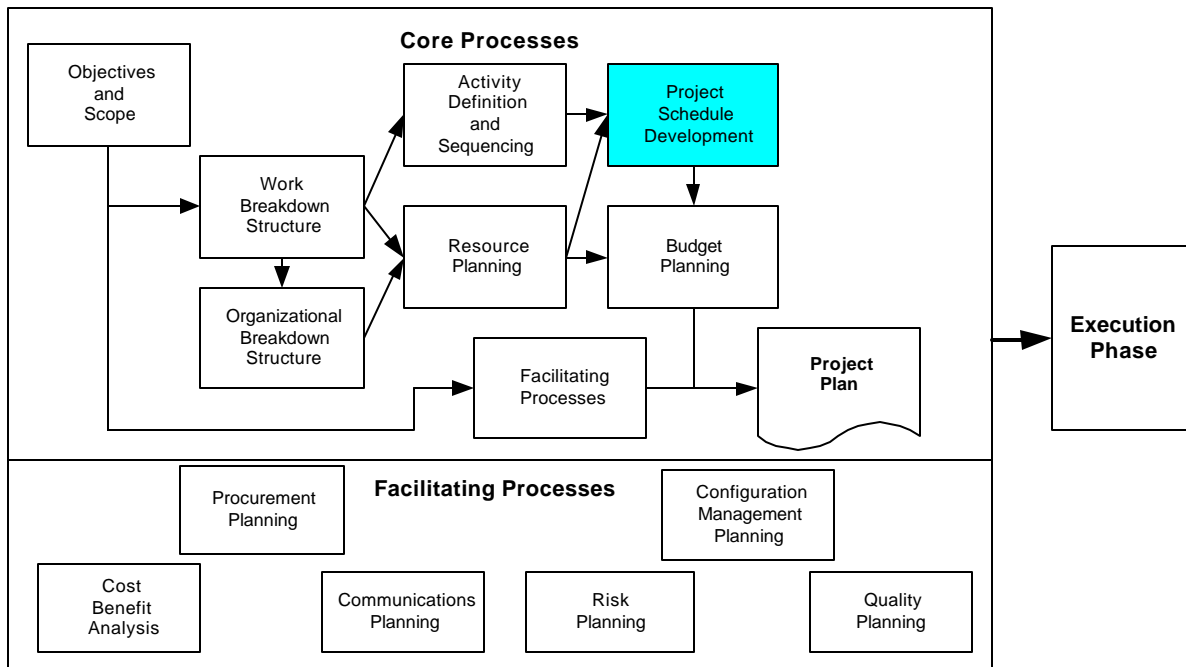 Core Processes
Objectives
and
Scope
Activity
Definition
and
Sequencing
Project
Schedule
Development
Work
Breakdown
Structure
Resource
Planning
Budget
Planning
Organizational
Breakdown
Structure
Facilitating
Processes
Project
Plan
Execution
Phase
Facilitating Processes
Procurement
Planning
Configuration
Management
Planning
Cost
Benefit
Analysis
Communications
Planning
Risk
Planning
Quality
Planning